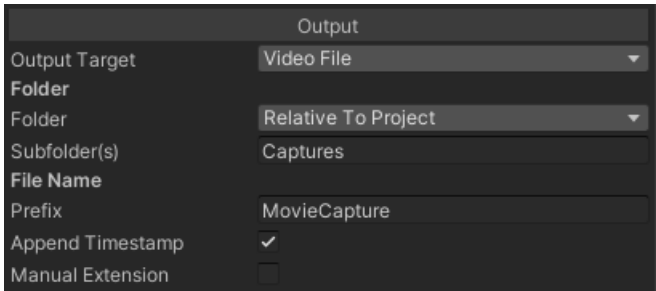 Output
Output Target Video File
Folder
Folder Relative To Project
Subfolder(s) Captures
File Name
Prefix MovieCapture
Append Timestamp
Manual Extension